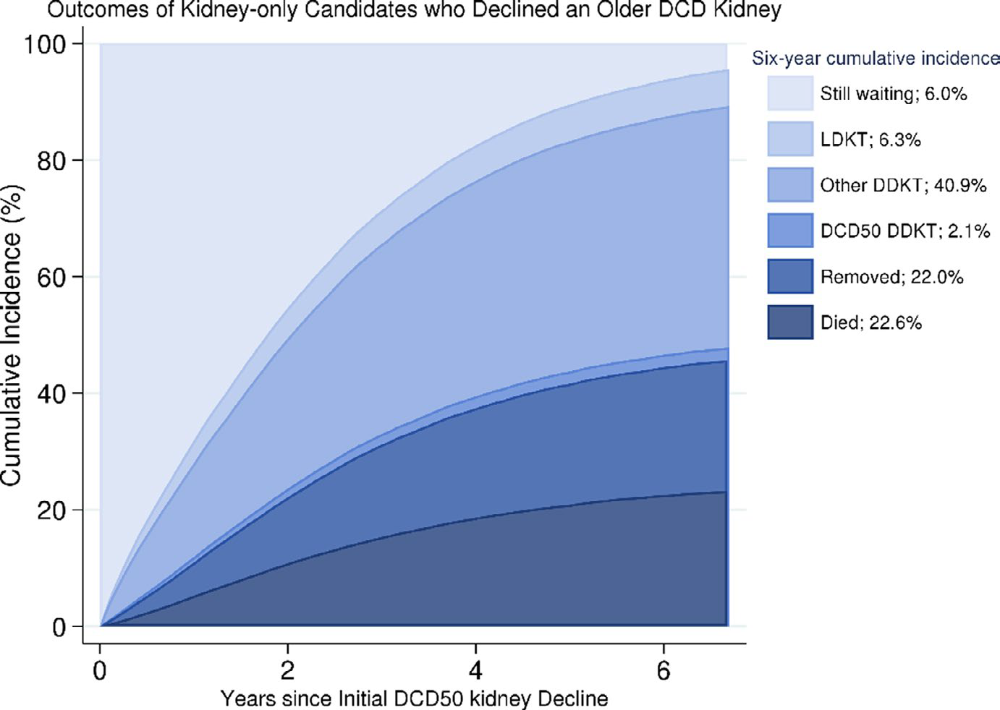 Outcomes of Kidney-only Candidates who Declined an Older DCD Kidney
Cumulative Incidence (%)
100
80
60
40
20
0
0 2 4 6
Years since Initial DCD50 kidney Decline
Six-year cumulative incidence
Still waiting; 6.0%
LDKT; 6.3%
Other DDKT; 40.9%
DCD50 DDKT; 2.1%
Removed; 22.0%
Died; 22.6%